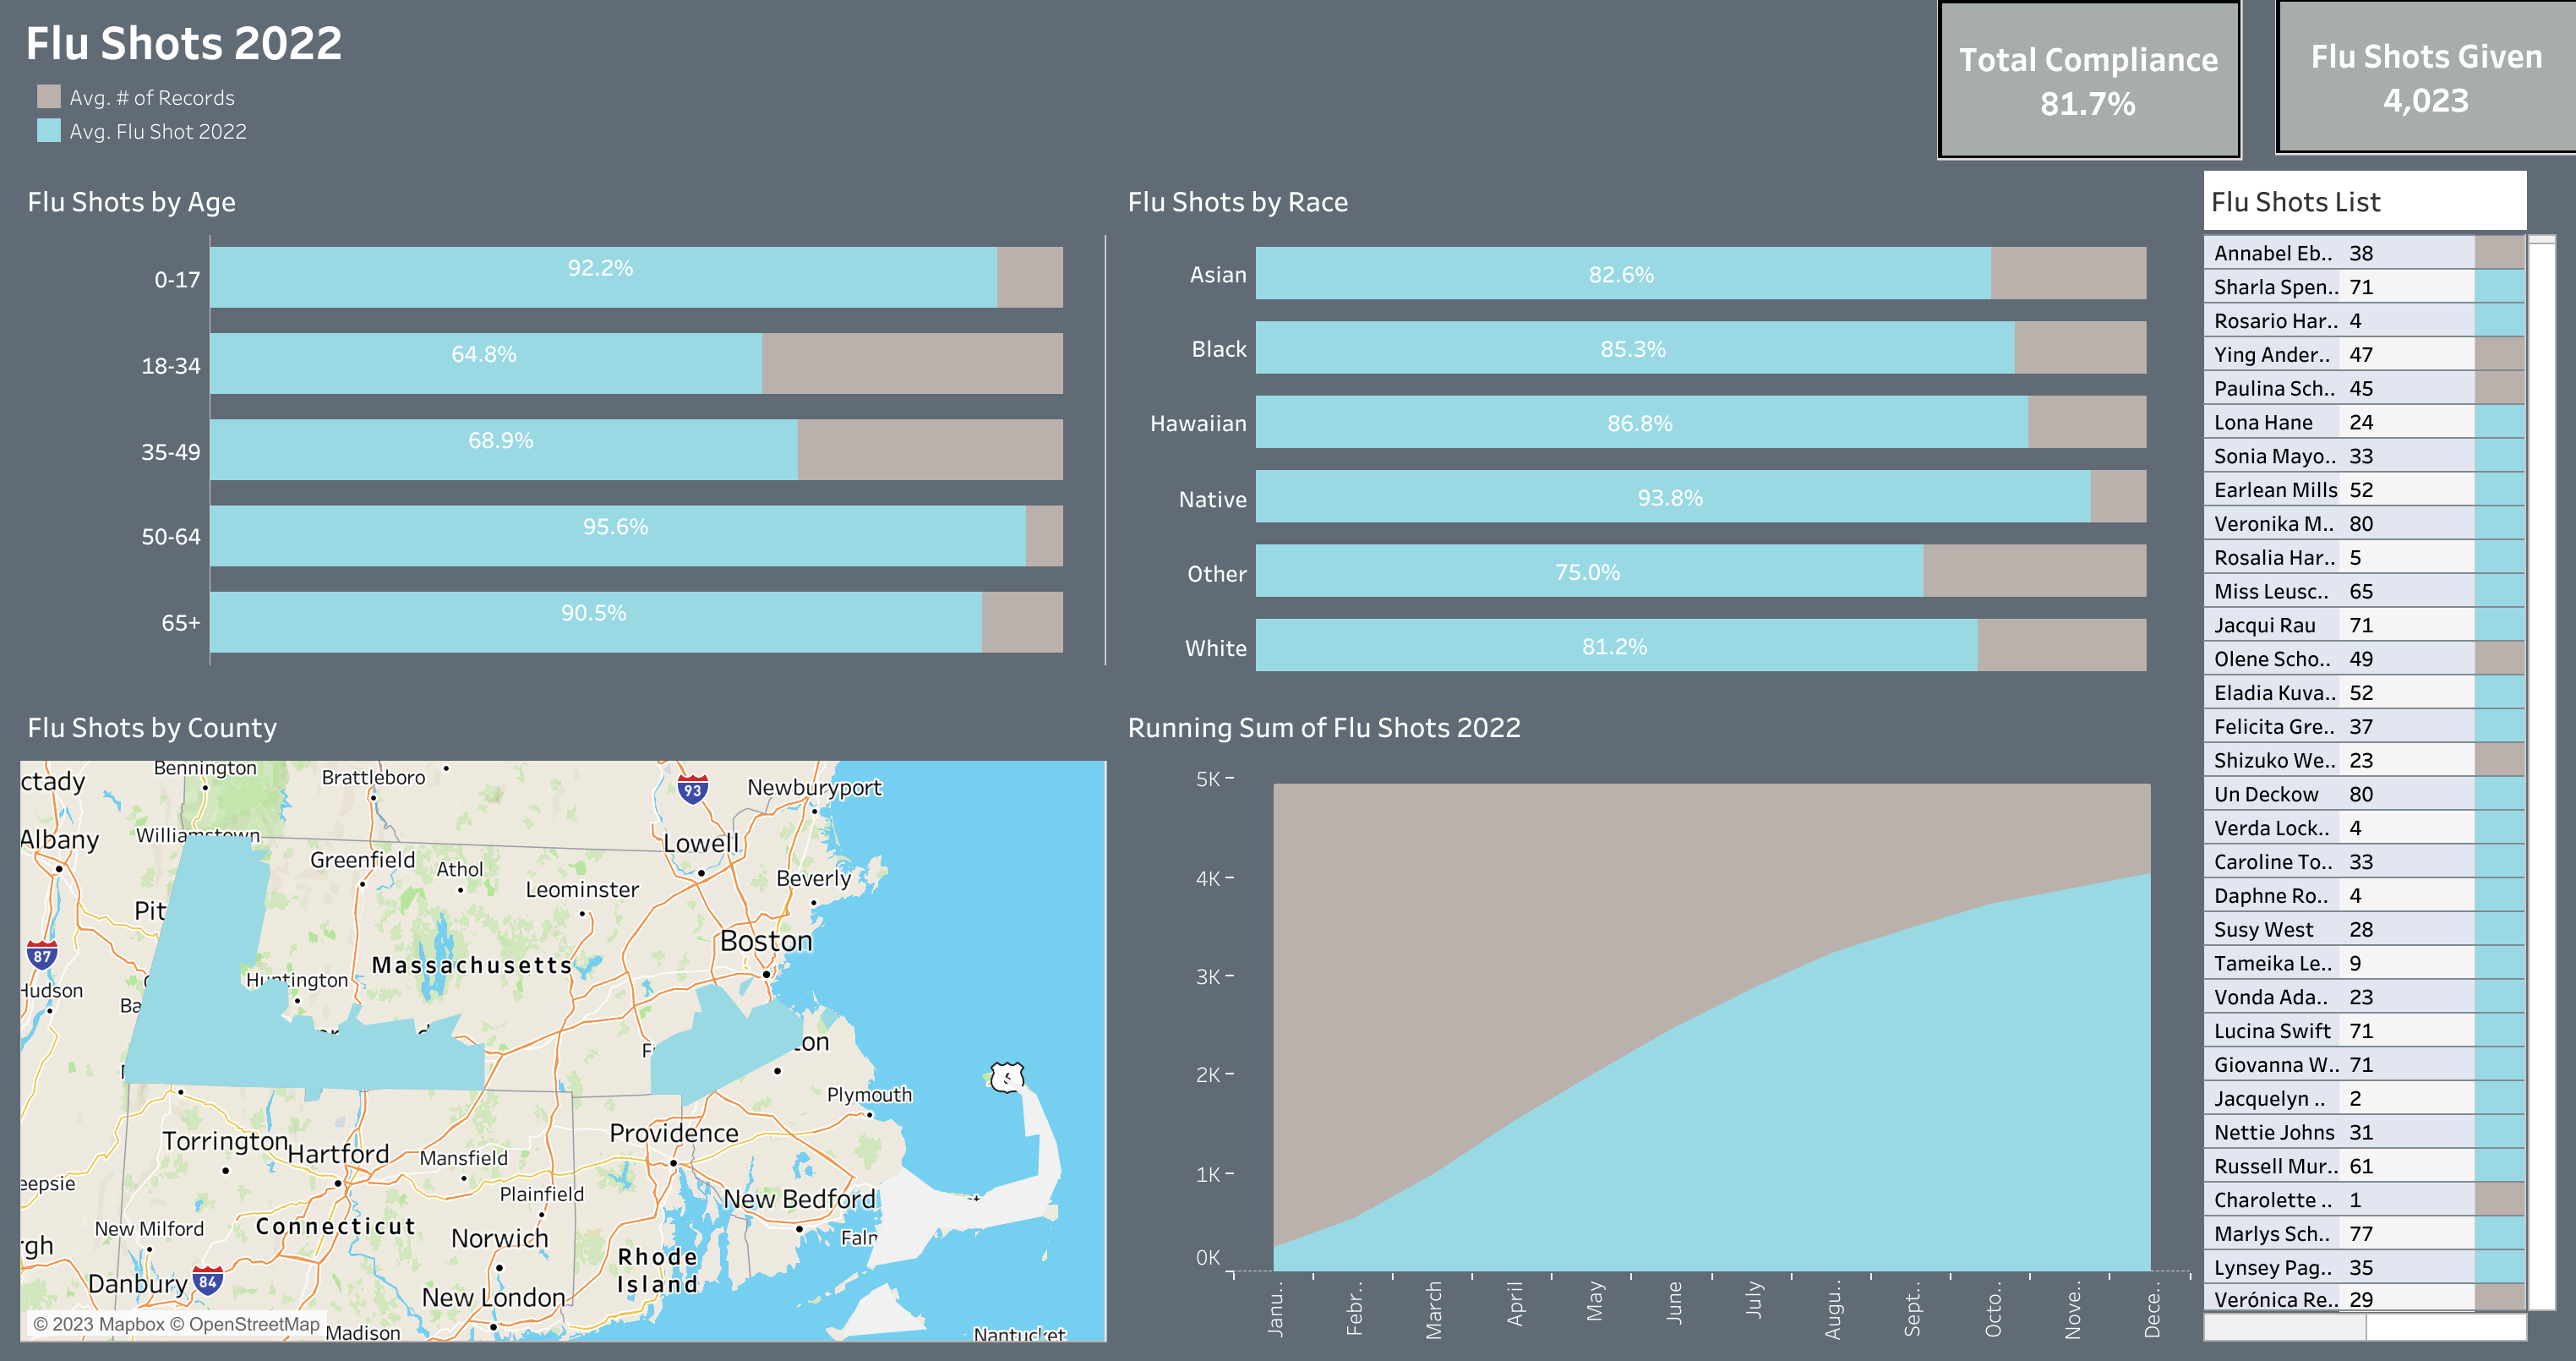 Flu Shots 2022
Avg. # of Records
Avg. Flu Shot 2022
Total Compliance
81.7%
Flu Shots Given
4,023
Flu Shots by Age
0-17 92.2%
18-34 64.8%
35-49 68.9%
50-64 95.6%
65+ 90.5%
Flu Shots by Race
Asian 82.6%
Black 85.3%
Hawaiian 86.8%
Native 93.8%
Other 75.0%
White 81.2%
Flu Shots List
Annabel Eb.. 38
Sharla Spen.. 71
Rosario Har.. 4
Ying Ander.. 47
Paulina Sch.. 45
Lona Hane 24
Sonia Mayo.. 33
Earlean Mills 52
Veronika M.. 80
Rosalia Har.. 5
Miss Leusc.. 65
Jacqui Rau 71
Olene Scho.. 49
Eladia Kuva.. 52
Felicita Gre.. 37
Shizuko We.. 23
Un Deckow 80
Verda Lock.. 4
Caroline To.. 33
Daphne Ro.. 4
Susy West 28
Tameika Le.. 9
Vonda Ada.. 23
Lucina Swift 71
Giovanna W.. 71
Jacquelyn .. 2
Nettie Johns 31
Russell Mur.. 61
Charolette .. 1
Marlys Sch.. 77
Lynsey Pag.. 35
Verónica Re.. 29
Flu Shots by County
Bennington
Brattleboro
ctady
93
Newburyport
Albany
Williamstown
Lowell
Greenfield
Athol
Beverly
Leominster
Pit
Boston
87
Massachusetts
Huntington
Hudson
Ba
on
Plymouth
6
Providence
Torrington
Hartford
Mansfield
eepsie
Plainfield
New Bedford
New Milford
Connecticut
Norwich
Faln
rgh
Rhode
Island
Danbury
84
New London
© 2023 Mapbox © OpenStreetMap
Madison
Nantucket
Running Sum of Flu Shots 2022
5K
4K
3K
2K
1K
0K
Janu..
Febr..
March
April
May
June
July
Augu..
Sept..
Octo..
Nove..
Dece..